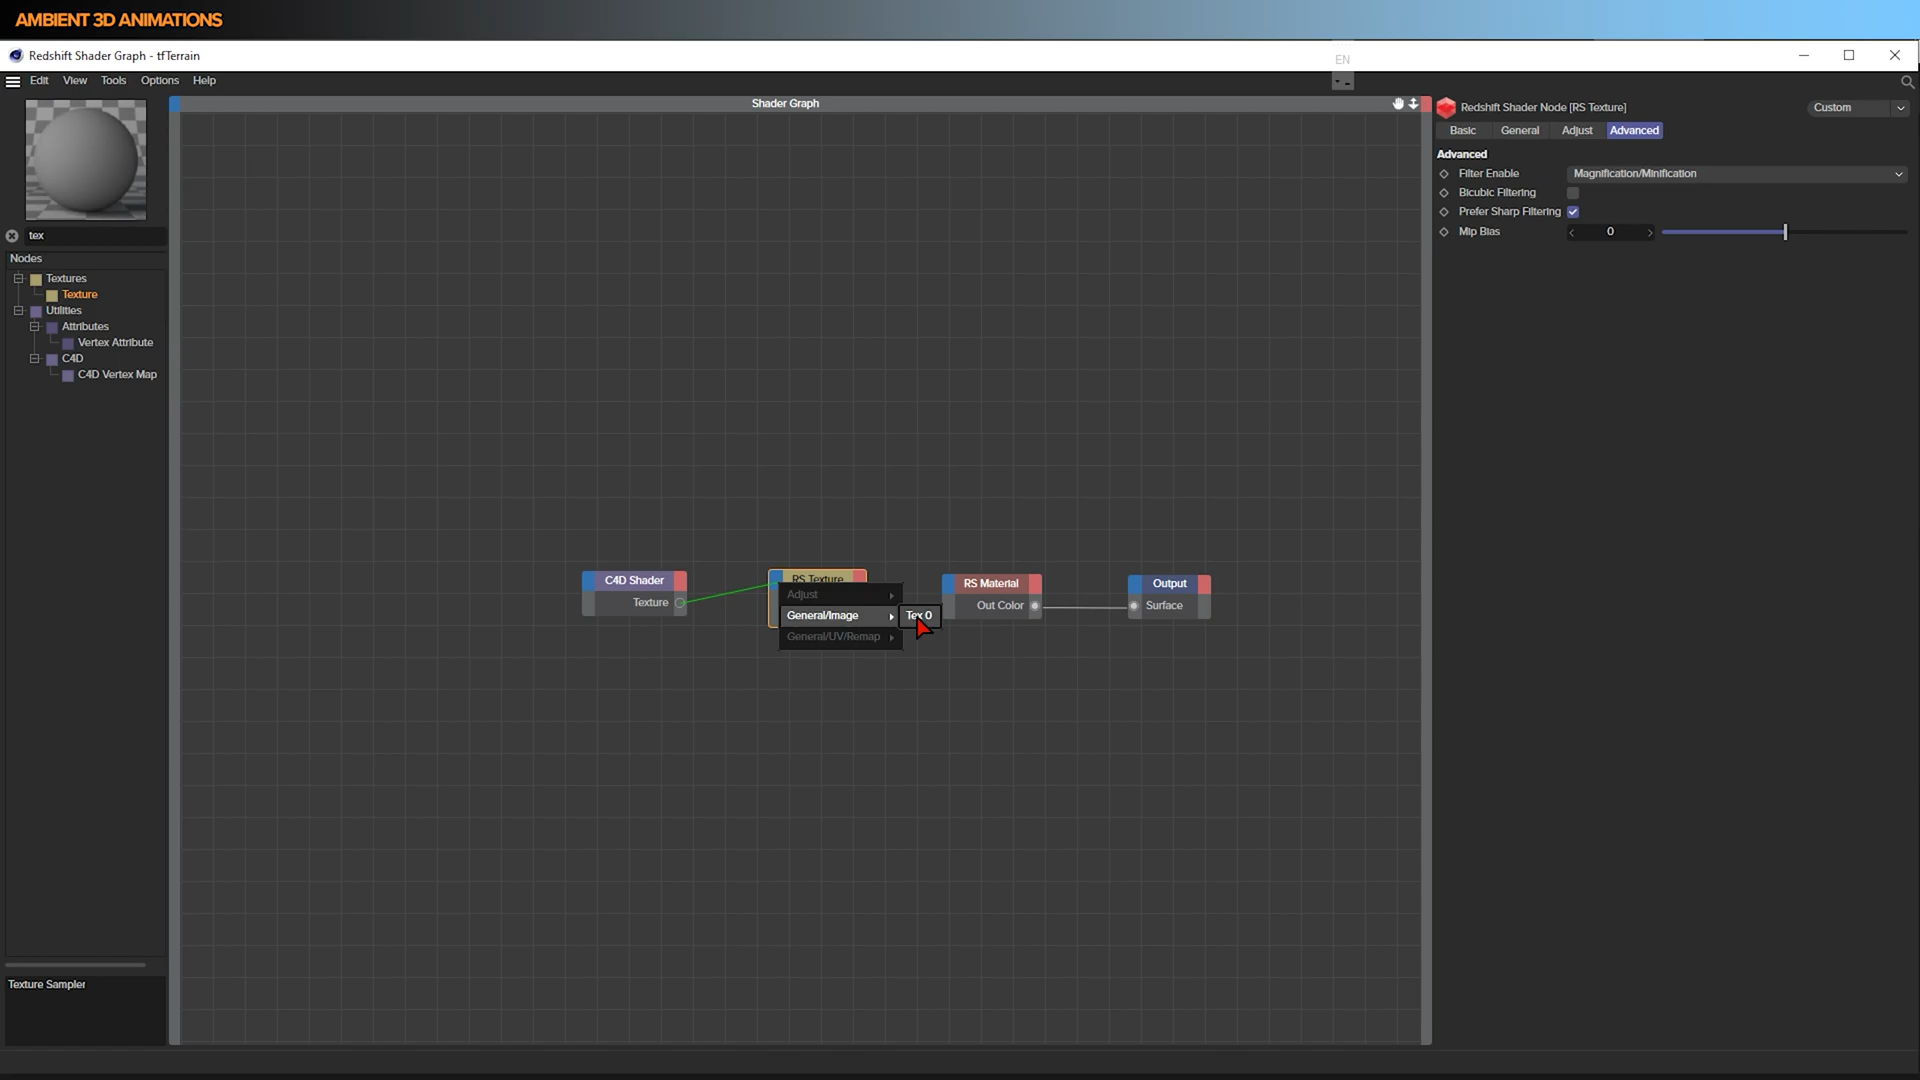 AMBIENT 3D ANIMATIONS
Redshift Shader Graph - tfTerrain
EN
Edit View Tools Options Help
Shader Graph
tex
Nodes
Textures
Texture
Utilities
Attributes
Vertex Attribute
C4D
C4D Vertex Map
Texture Sampler
C4D Shader
Texture
RS Texture
Adjust
General/Image
General/UV/Remap
Tex 0
RS Material
Out Color
Output
Surface
Redshift Shader Node [RS Texture]
Custom
Basic General Adjust Advanced
Advanced
Filter Enable Magnification/Minification
Bicubic Filtering
Prefer Sharp Filtering
Mip Bias 0